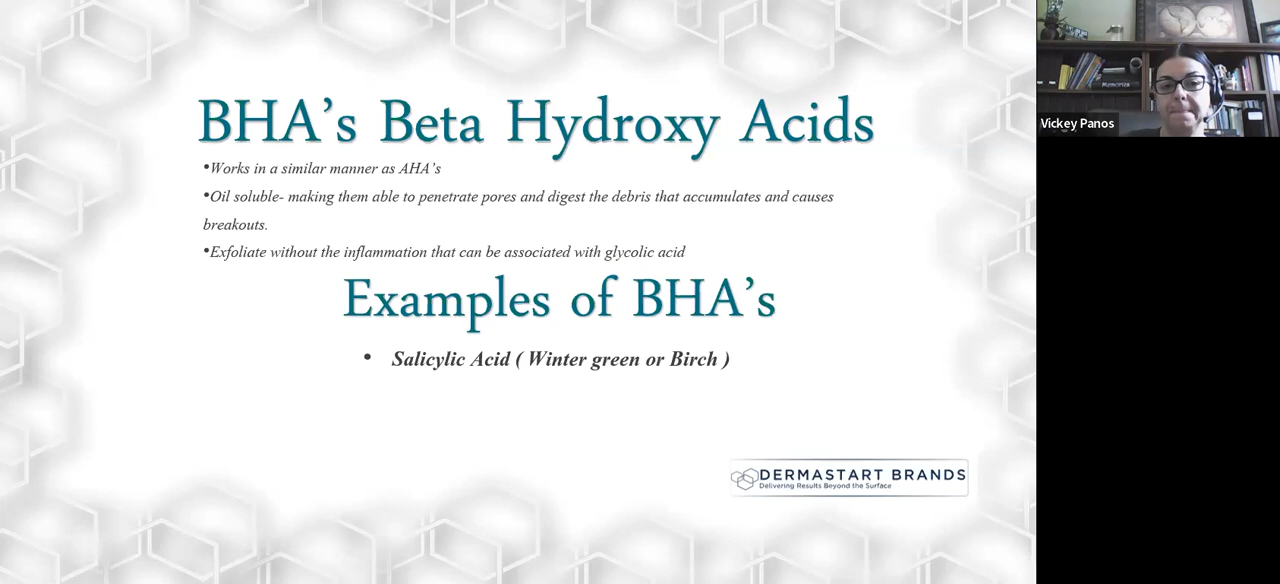 BHA’s Beta Hydroxy Acids
•Works in a similar manner as AHA’s
•Oil soluble- making them able to penetrate pores and digest the debris that accumulates and causes
breakouts.
•Exfoliate without the inflammation that can be associated with glycolic acid
Examples of BHA’s
• Salicylic Acid ( Winter green or Birch )
DERMASTART BRANDS
Delivering Results Beyond the Surface
Memories
Vickey Panos